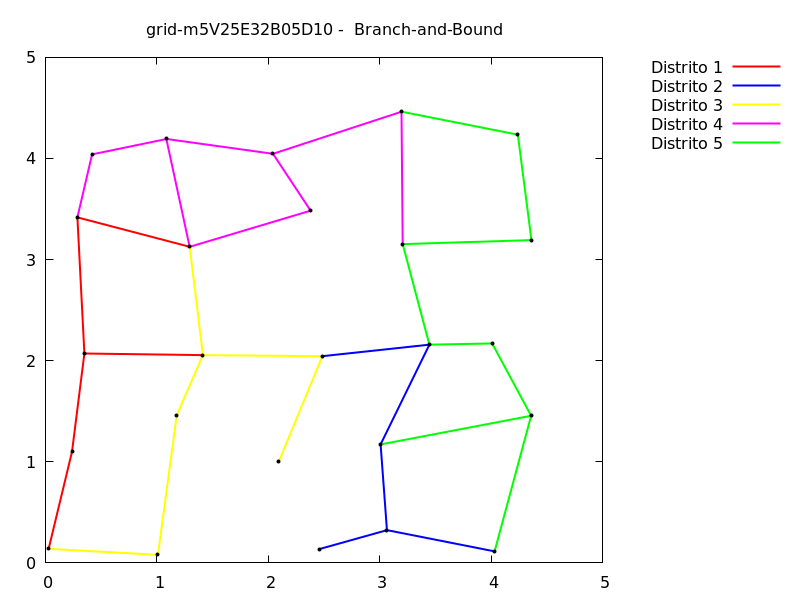 grid-m5V25E32B05D10 -  Branch-and-Bound
Distrito 1
Distrito 2
Distrito 3
Distrito 4
Distrito 5
5
4
3
2
1
0
0 1 2 3 4 5